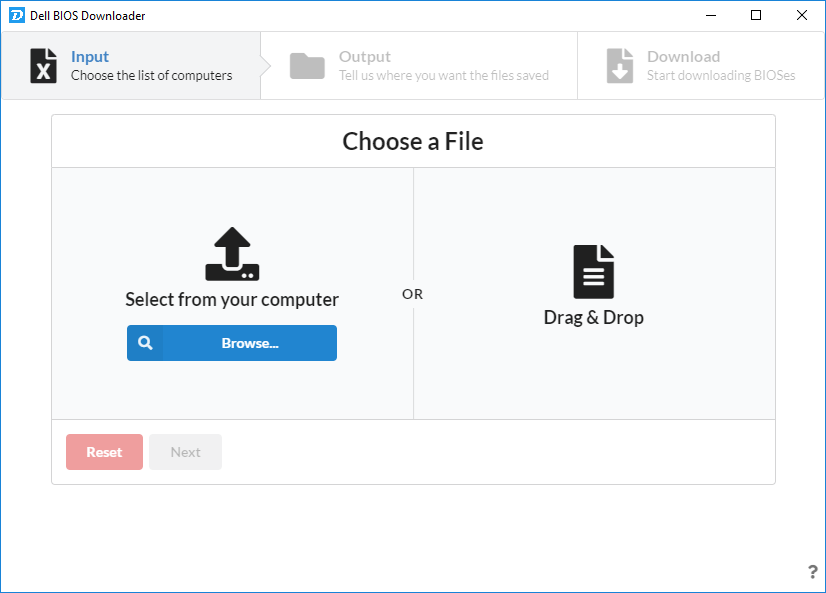 Dell BIOS Downloader
Input
Choose the list of computers
Output
Tell us where you want the files saved
Download
Start downloading BIOSes
Choose a File
Select from your computer
Browse...
OR
Drag & Drop
Reset
Next
?